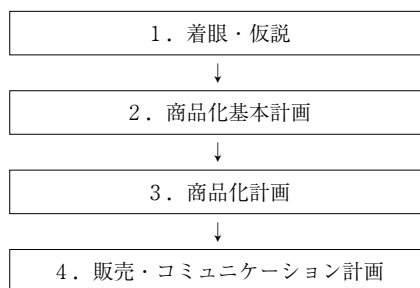 1．着眼・仮説
↓
2．商品化基本計画
↓
3．商品化計画
↓
4．販売・コミュニケーション計画